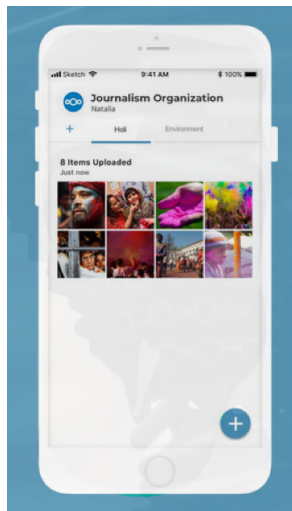 Sketch 9:41 AM 100%
Journalism Organization
Natalia
+ Holi Environment
8 Items Uploaded
Just now
+